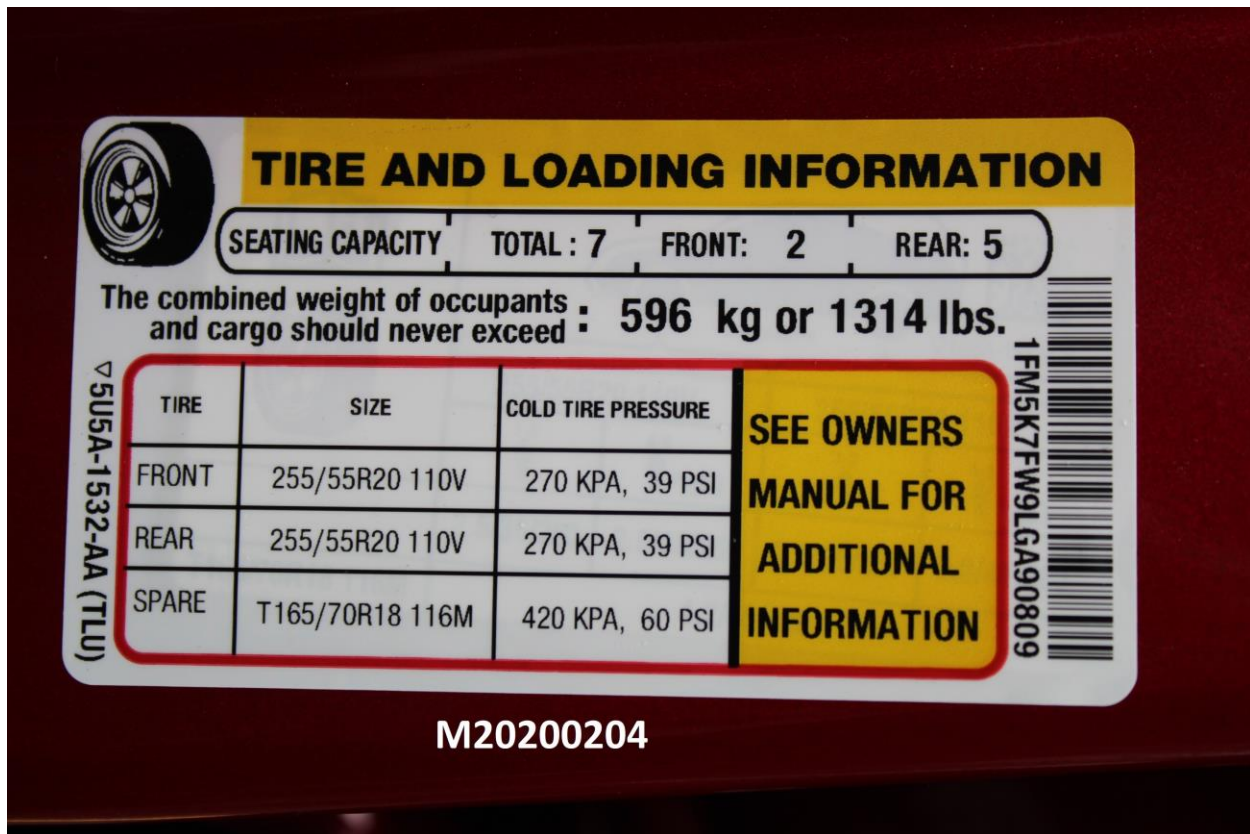 TIRE AND LOADING INFORMATION
SEATING CAPACITY TOTAL : 7 FRONT: 2 REAR: 5
The combined weight of occupants
and cargo should never exceed : 596 kg or 1314 lbs.
TIRE SIZE COLD TIRE PRESSURE
FRONT 255/55R20 110V 270 KPA, 39 PSI
REAR 255/55R20 110V 270 KPA, 39 PSI
SPARE T165/70R18 116M 420 KPA, 60 PSI
SEE OWNERS
MANUAL FOR
ADDITIONAL
INFORMATION
5U5A-1532-AA (TLU)
1FM5K7FW9LGA90809
M20200204